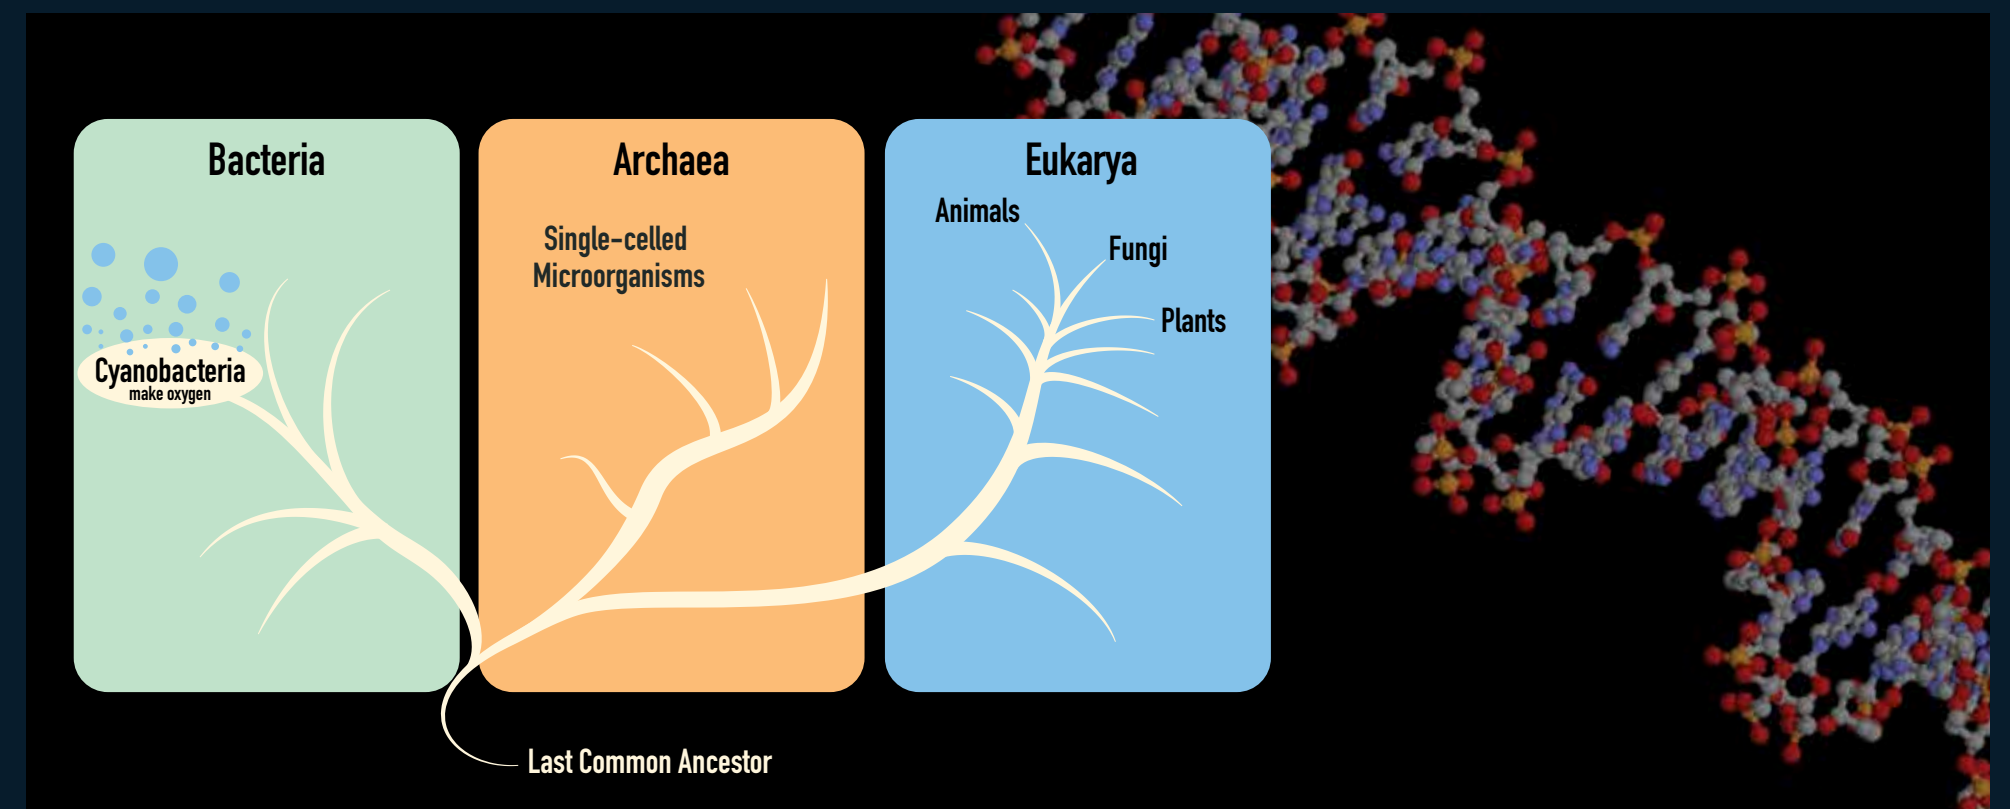 Bacteria
Archaea
Eukarya
Cyanobacteria
make oxygen
Single-celled
Microorganisms
Animals
Fungi
Plants
Last Common Ancestor